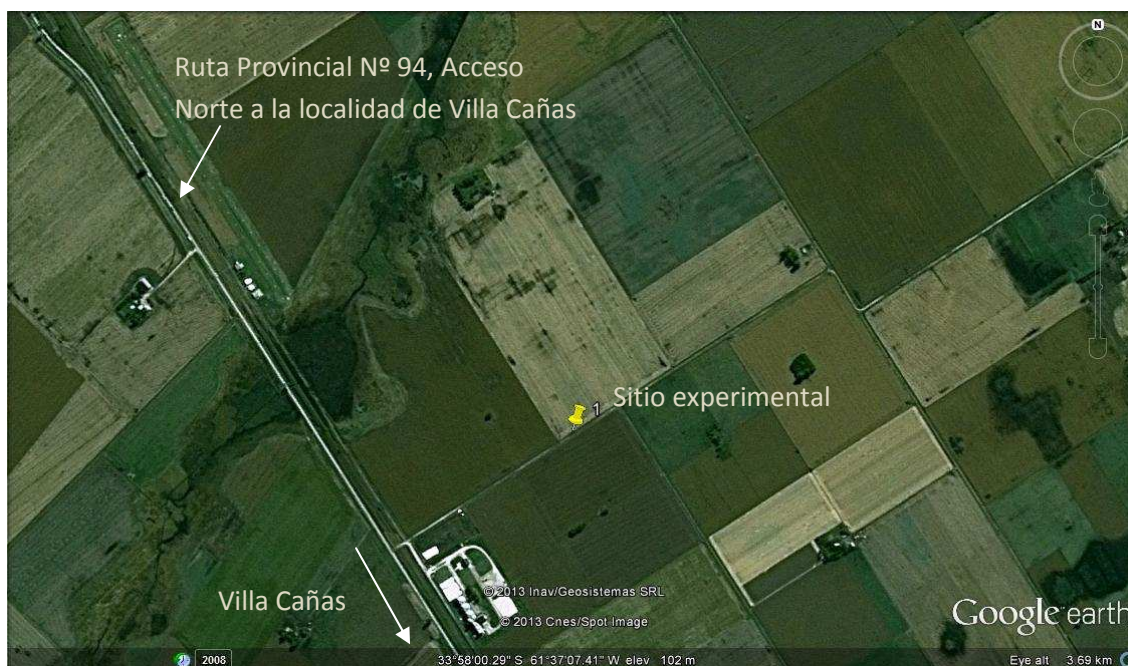 N
Ruta Provincial Nº 94, Acceso
Norte a la localidad de Villa Cañas
1 Sitio experimental
Villa Cañas
© 2013 Inav/Geosistemas SRL
© 2013 Cnes/Spot Image
Google earth
2008
33°58'00.29" S 61°37'07.41" W elev 102 m
Eye alt 3.69 km